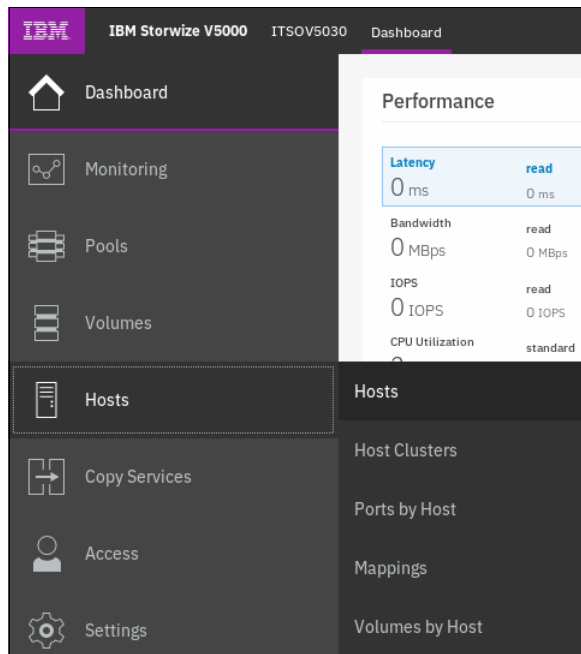 IBM IBM Storwize V5000 ITSOV5030 Dashboard
Dashboard
Monitoring
Pools
Volumes
Hosts
Copy Services
Access
Settings
Performance
Latency read
0 ms 0 ms
Bandwidth read
0 MBps 0 MBps
IOPS read
0 IOPS 0 IOPS
CPU Utilization standard
Hosts
Host Clusters
Ports by Host
Mappings
Volumes by Host